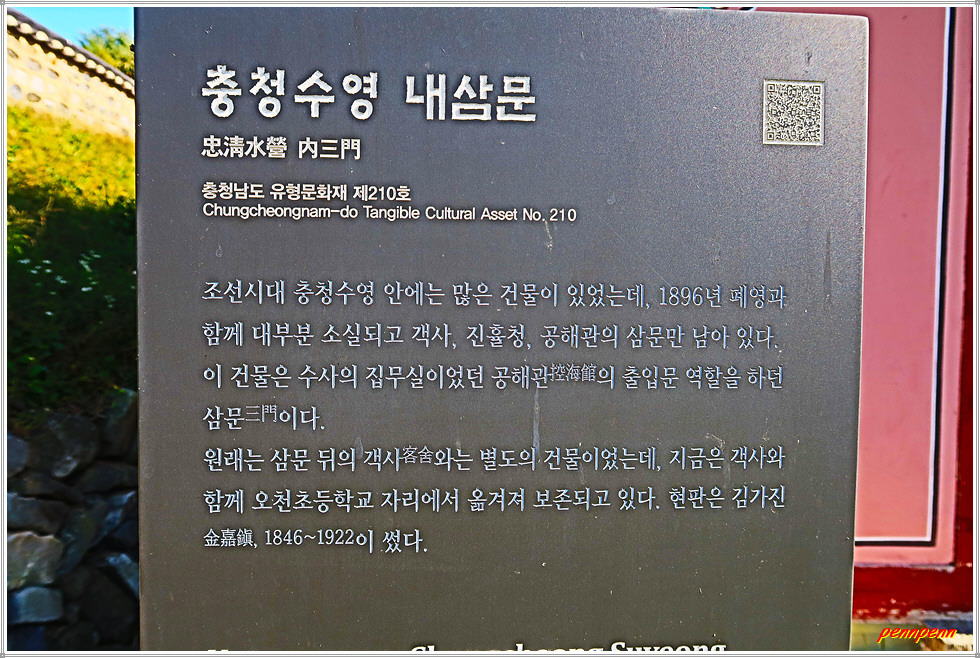 충청수영 내삼문
忠淸水營 內三門
충청남도 유형문화재 제210호
Chungcheongnam-do Tangible Cultural Asset No. 210
조선시대 충청수영 안에는 많은 건물이 있었는데, 1896년 폐영과
함께 대부분 소실되고 객사, 진휼청, 공해관의 삼문만 남아 있다.
이 건물은 수사의 집무실이었던 공해관控海館의 출입문 역할을 하던
삼문三門이다.
원래는 삼문 뒤의 객사客舍와는 별도의 건물이었는데, 지금은 객사와
함께 오천초등학교 자리에서 옮겨져 보존되고 있다. 현판은 김가진
金嘉鎭, 1846~1922이 썼다.
Chungcheong Suyeong
pennpenn